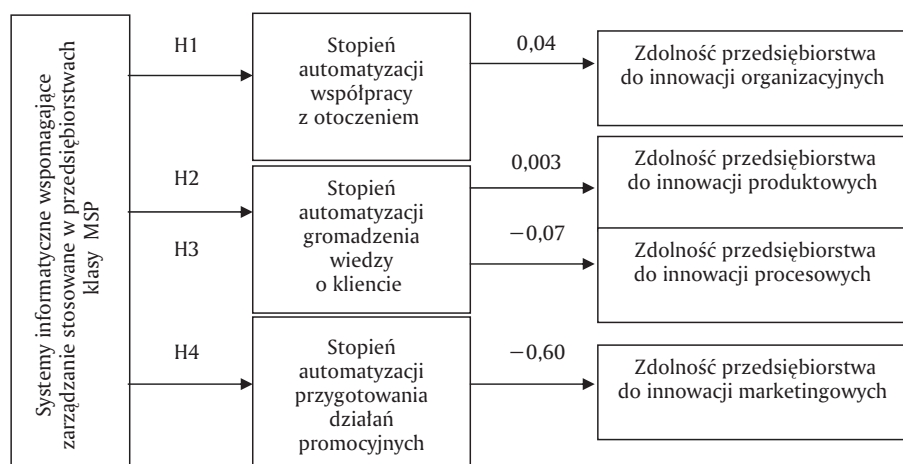 Systemy informatyczne wspomagające
zarządzanie stosowane w przedsiębiorstwach
klasy MSP
H1
Stopień
automatyzacji
współpracy
z otoczeniem
0,04
Zdolność przedsiębiorstwa
do innowacji organizacyjnych
H2
H3
Stopień
automatyzacji
gromadzenia
wiedzy
o kliencie
0,003
Zdolność przedsiębiorstwa
do innowacji produktowych
−0,07
Zdolność przedsiębiorstwa
do innowacji procesowych
H4
Stopień
automatyzacji
przygotowania
działań
promocyjnych
−0,60
Zdolność przedsiębiorstwa
do innowacji marketingowych